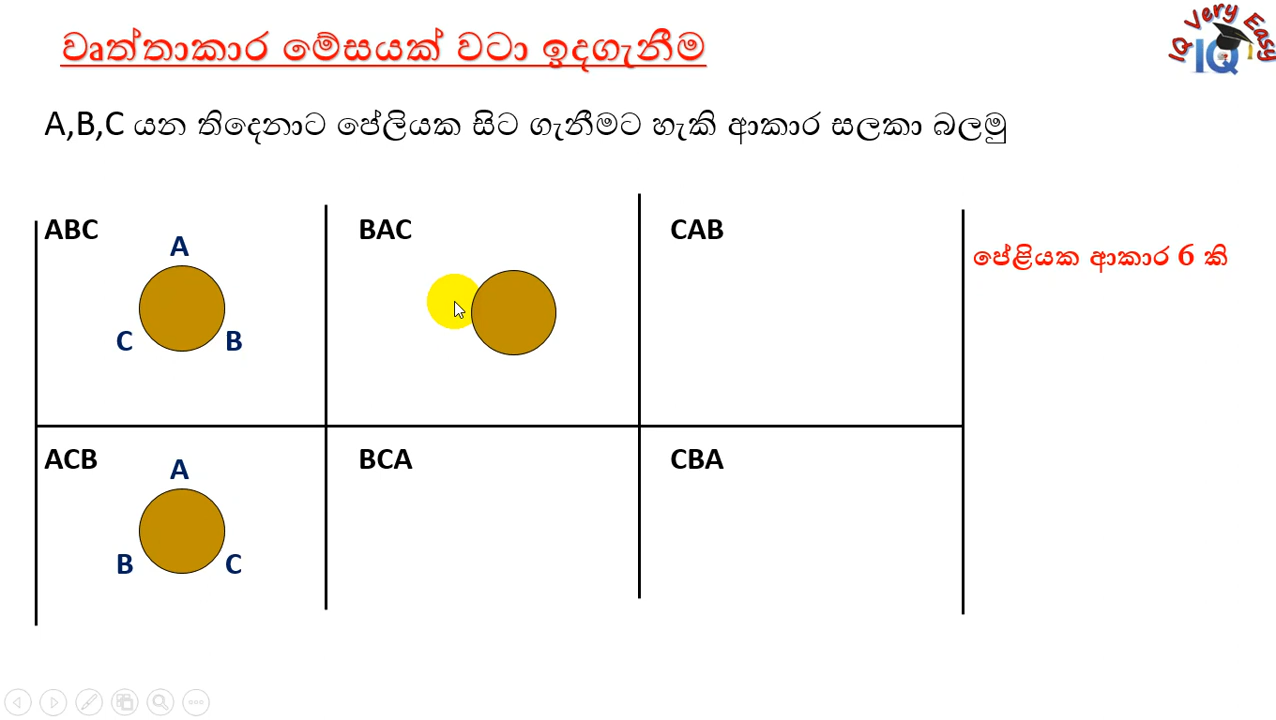 වෘත්තාකාර මේසයක් වටා ඉදගැනීම
IQ Very Easy
IQ
A,B,C යන තිදෙනාට පේලියක සිට ගැනීමට හැකි ආකාර සලකා බලමු
ABC
A
C
B
BAC
CAB
පේළියක ආකාර 6 කි
ACB
A
B
C
BCA
CBA